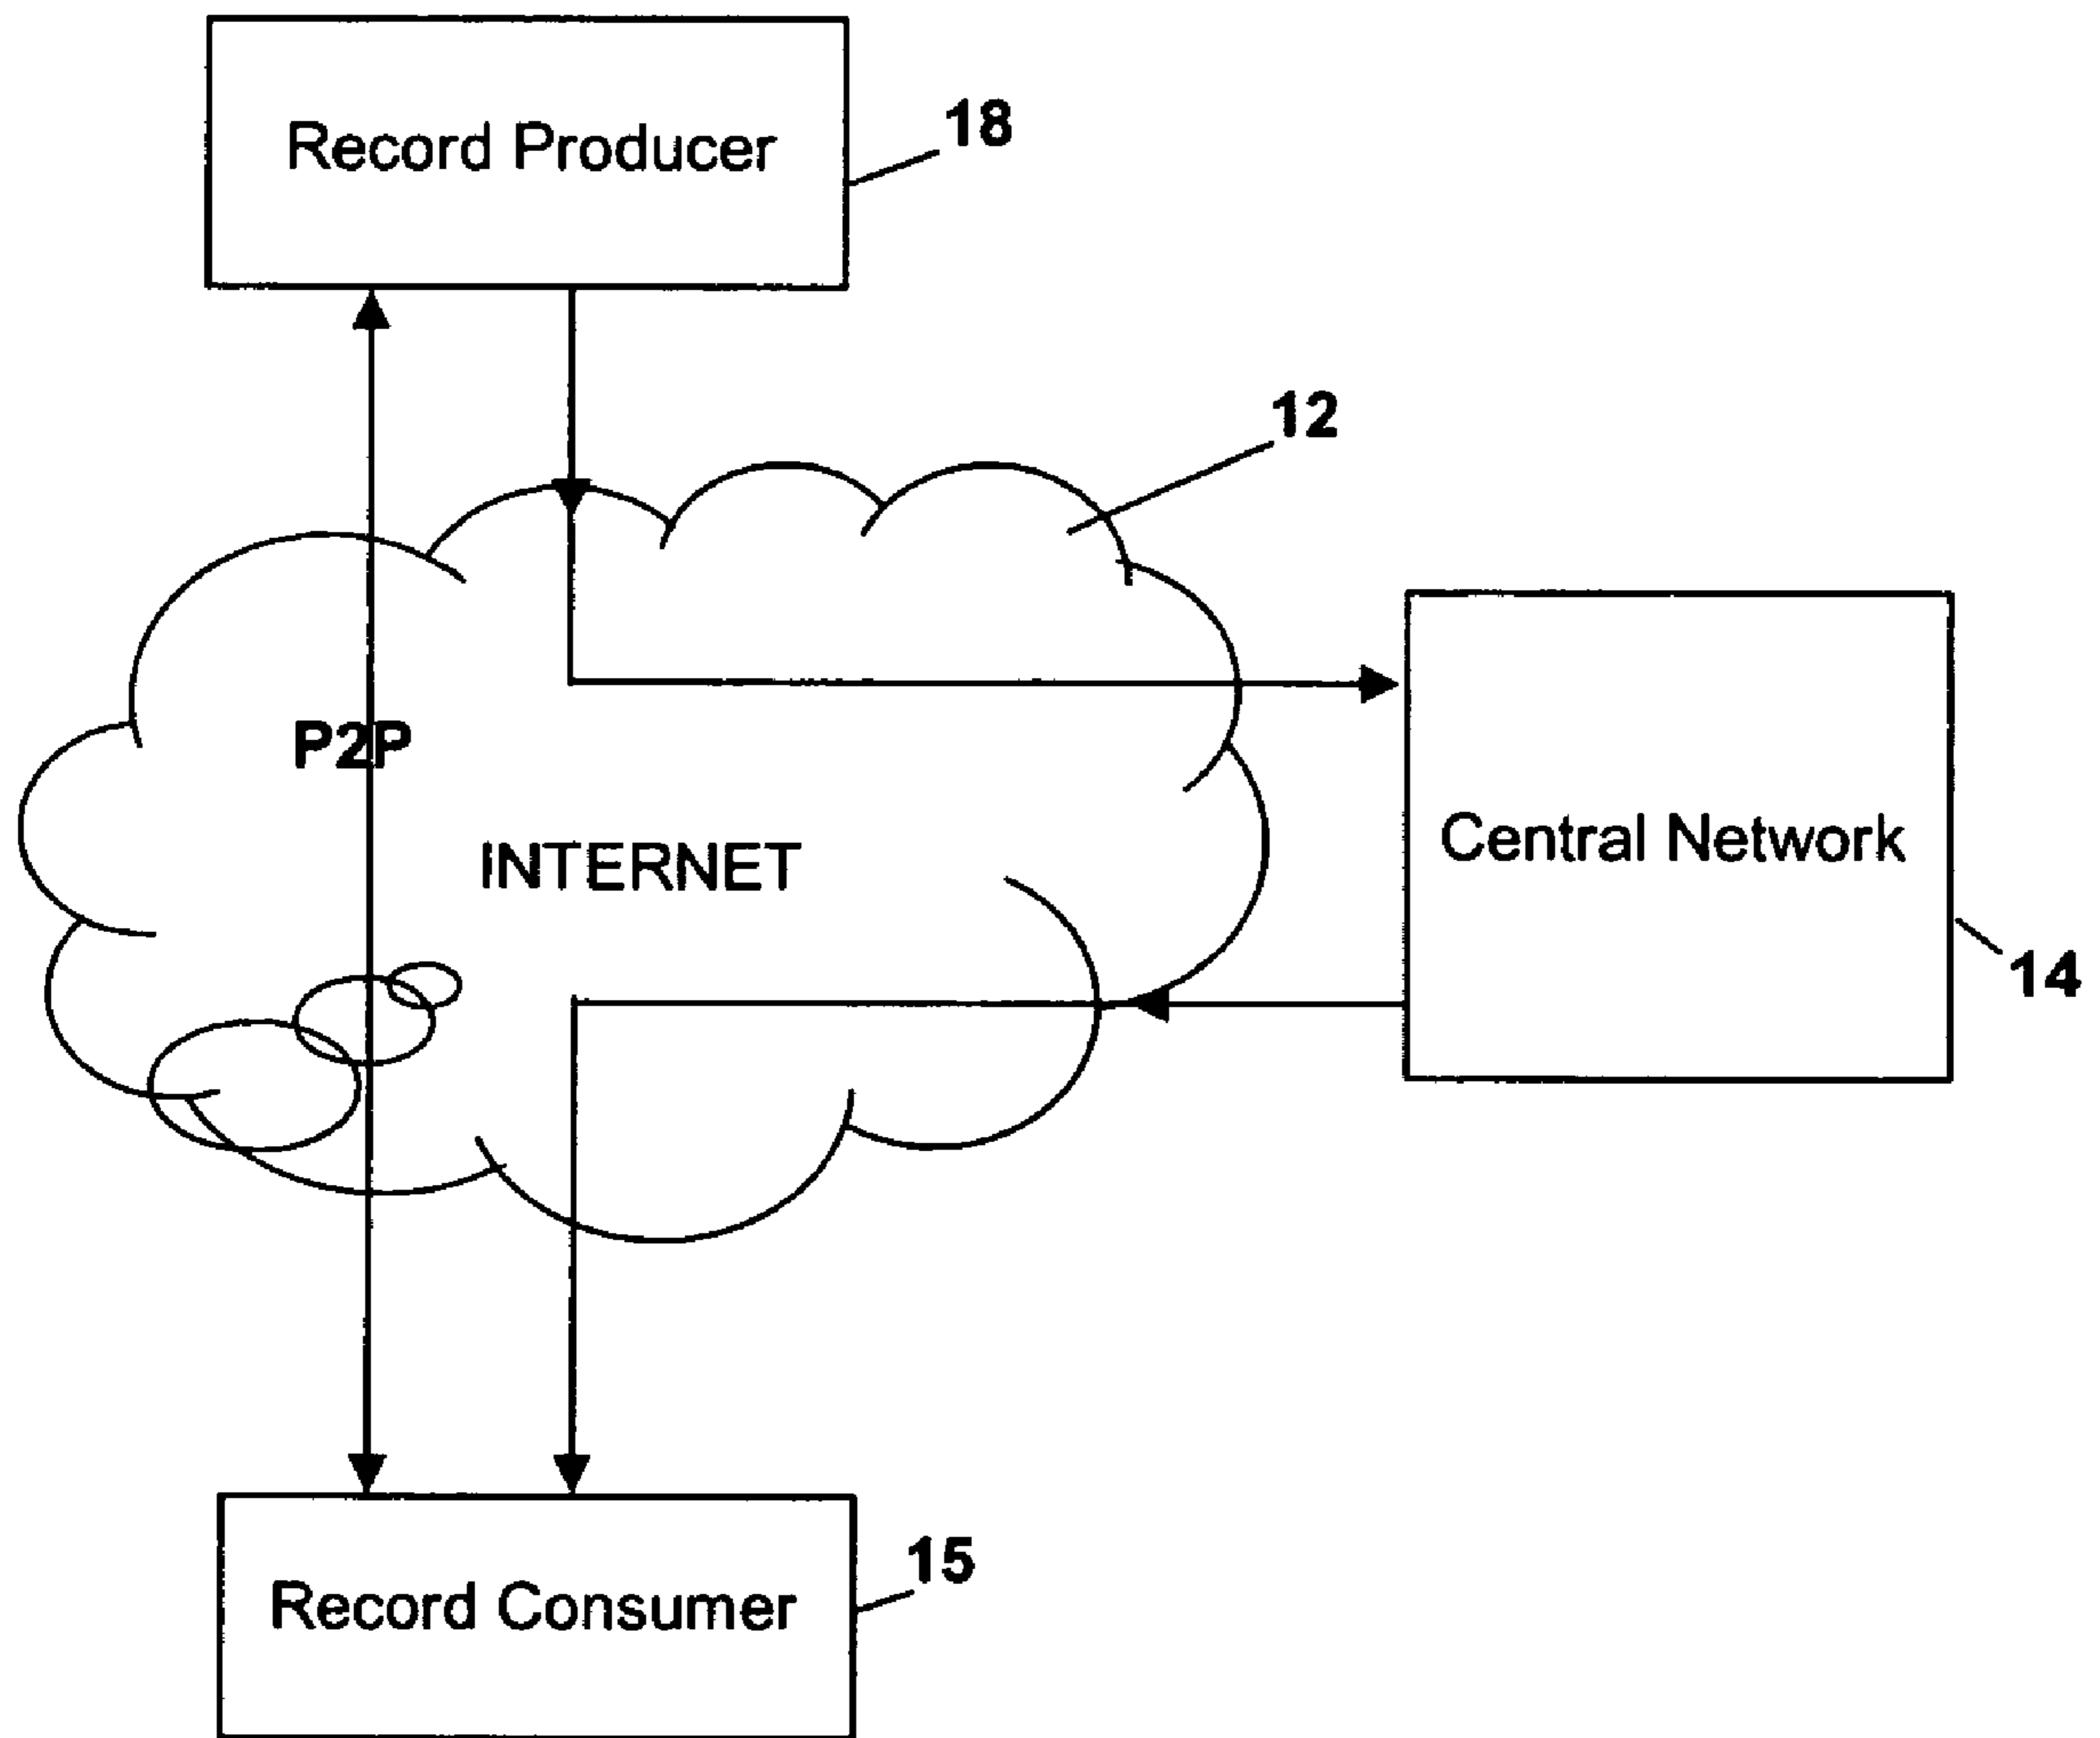 Record Producer
18
12
P2P
INTERNET
Central Network
14
15
Record Consumer